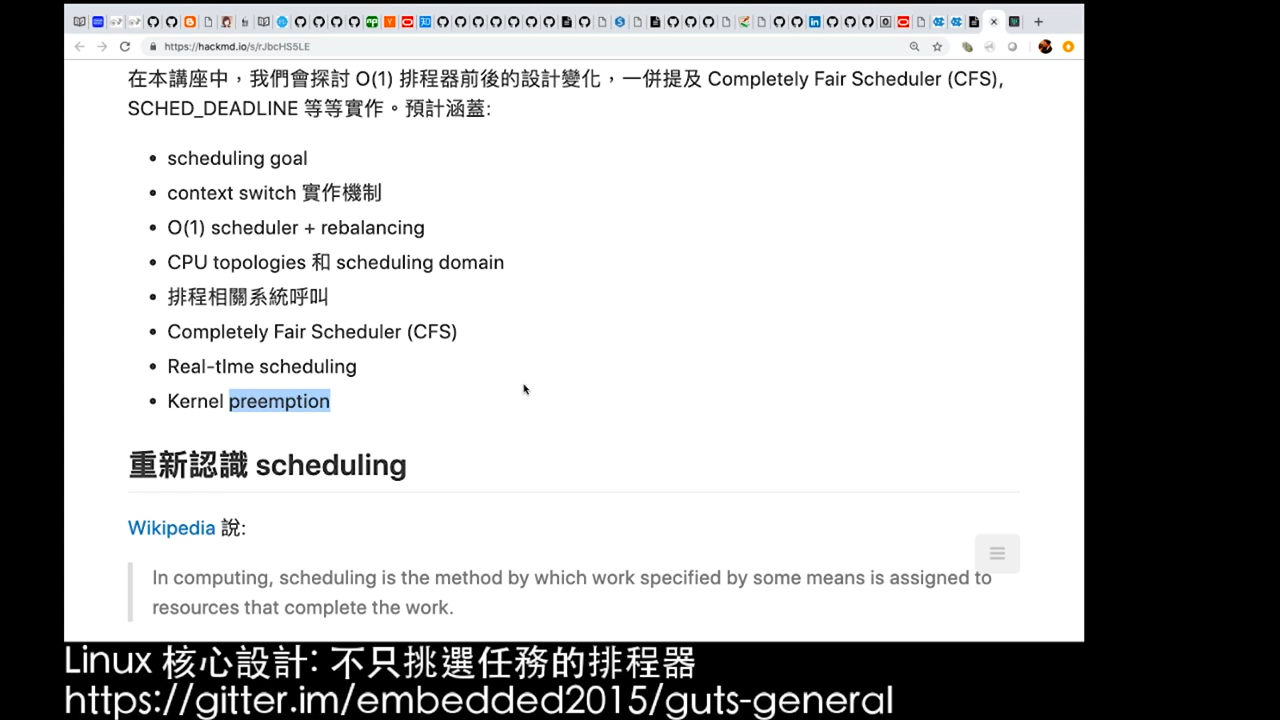 https://hackmd.io/s/rJbcHS5LE
在本講座中，我們會探討 O(1) 排程器前後的設計變化，一併提及 Completely Fair Scheduler (CFS),
SCHED_DEADLINE 等等實作。預計涵蓋:
• scheduling goal
• context switch 實作機制
• O(1) scheduler + rebalancing
• CPU topologies 和 scheduling domain
• 排程相關系統呼叫
• Completely Fair Scheduler (CFS)
• Real-tIme scheduling
• Kernel preemption
重新認識 scheduling
Wikipedia 說:
In computing, scheduling is the method by which work specified by some means is assigned to
resources that complete the work.
Linux 核心設計: 不只挑選任務的排程器
https://gitter.im/embedded2015/guts-general